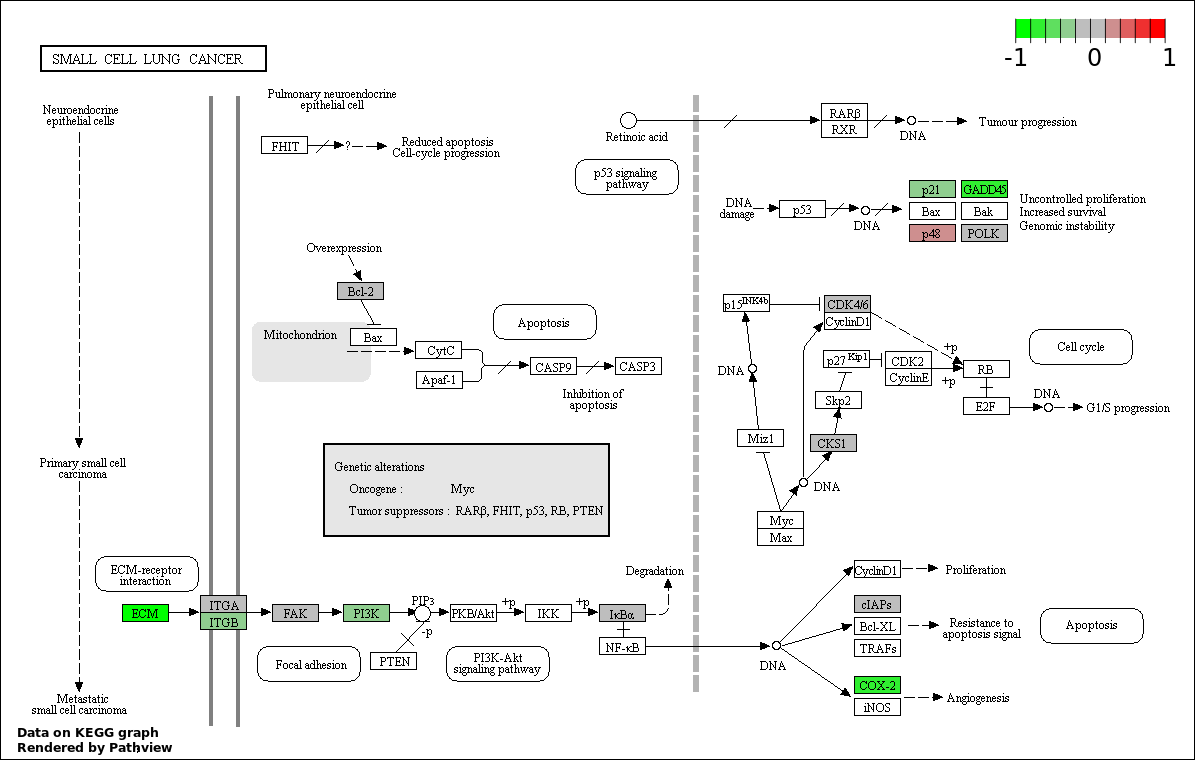 -1 0 1
SMALL CELL LUNG CANCER
Neuroendocrine
epithelial cells
Pulmonary neuroendocrine
epithelial cell
FHIT
?
Reduced apoptosis
Cell-cycle progression
Retinoic acid
RARβ
RXR
DNA
Tumour progression
p53 signaling
pathway
DNA
damage
p53
DNA
p21
GADD45
Bax
Bak
p48
POLK
Uncontrolled proliferation
Increased survival
Genomic instability
Overexpression
Bcl-2
Mitochondrion
Bax
CytC
Apaf-1
CASP9
CASP3
Apoptosis
Inhibition of
apoptosis
p15INK4b
CDK4/6
CyclinD1
p27Kip1
CDK2
CyclinE
+p
+p
RB
E2F
DNA
G1/S progression
Cell cycle
DNA
Skp2
Miz1
CKS1
DNA
Myc
Max
Primary small cell
carcinoma
Genetic alterations
Oncogene : Myc
Tumor suppressors : RARβ, FHIT, p53, RB, PTEN
ECM-receptor
interaction
ECM
ITGA
ITGB
FAK
PI3K
PIP3
-p
PTEN
PKB/Akt
+p
IKK
+p
IκBα
NF-κB
Degradation
Focal adhesion
PI3K-Akt
signaling pathway
DNA
CyclinD1
Proliferation
cIAPs
Bcl-XL
TRAFs
Resistance to
apoptosis signal
Apoptosis
COX-2
iNOS
Angiogenesis
Metastatic
small cell carcinoma
Data on KEGG graph
Rendered by Pathview